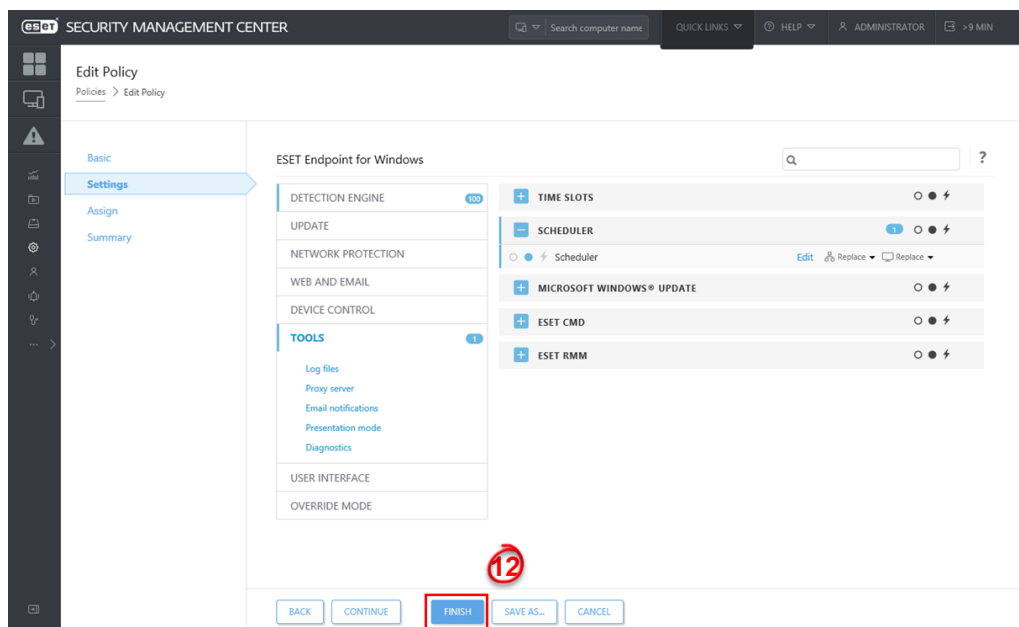 eset SECURITY MANAGEMENT CENTER
Search computer name
QUICK LINKS
HELP
ADMINISTRATOR
>9 MIN
Edit Policy
Policies > Edit Policy
Basic
Settings
Assign
Summary
ESET Endpoint for Windows
?
DETECTION ENGINE 100
UPDATE
NETWORK PROTECTION
WEB AND EMAIL
DEVICE CONTROL
TOOLS 1
Log files
Proxy server
Email notifications
Presentation mode
Diagnostics
USER INTERFACE
OVERRIDE MODE
TIME SLOTS
SCHEDULER 1
Scheduler Edit Replace Replace
MICROSOFT WINDOWS® UPDATE
ESET CMD
ESET RMM
12
BACK
CONTINUE
FINISH
SAVE AS...
CANCEL